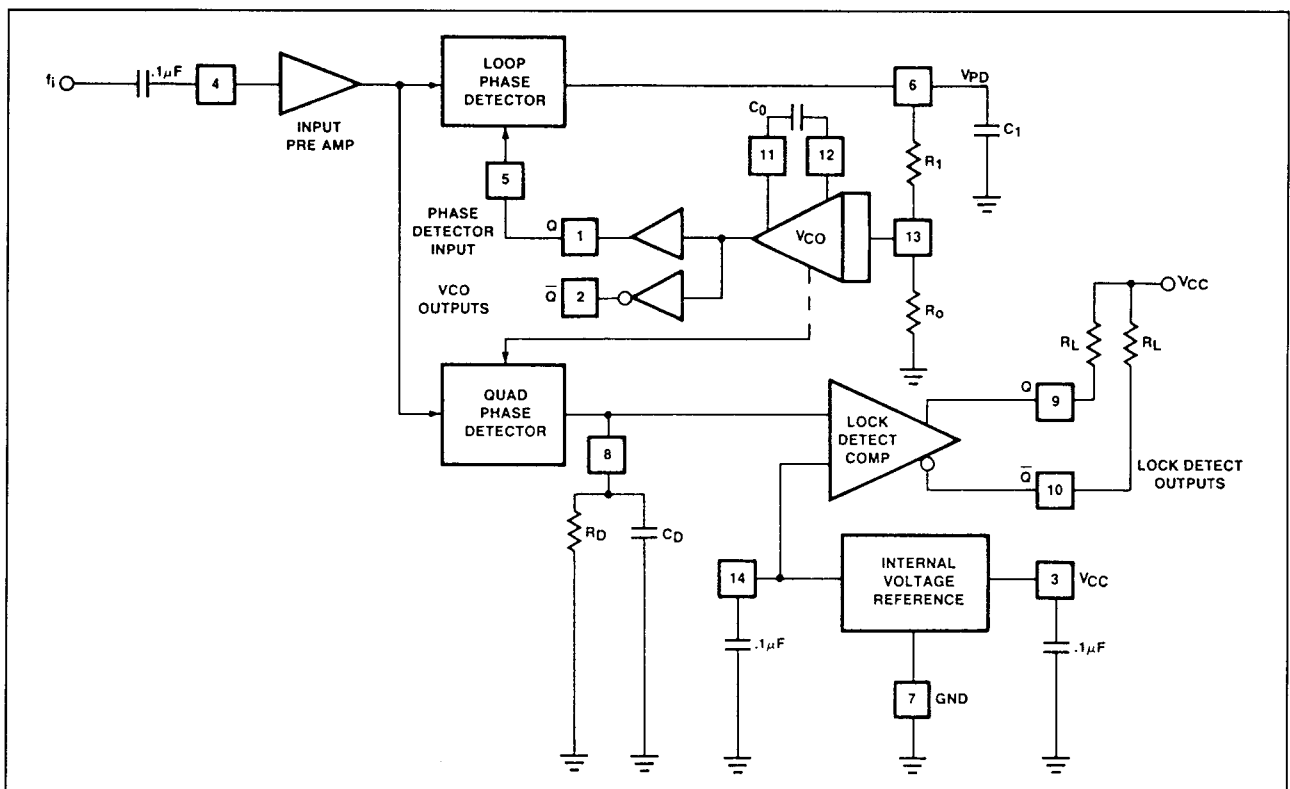 fi
.1µF
4
INPUT
PRE AMP
LOOP
PHASE
DETECTOR
6
VPD
C1
R1
C0
11
12
5
PHASE
DETECTOR
INPUT
Q
1
VCO
13
VCO
OUTPUTS
Q̅
2
Ro
VCC
RL
RL
QUAD
PHASE
DETECTOR
8
RD
CD
LOCK
DETECT
COMP
Q
9
Q̅
10
LOCK DETECT
OUTPUTS
14
.1µF
INTERNAL
VOLTAGE
REFERENCE
3
VCC
.1µF
7
GND